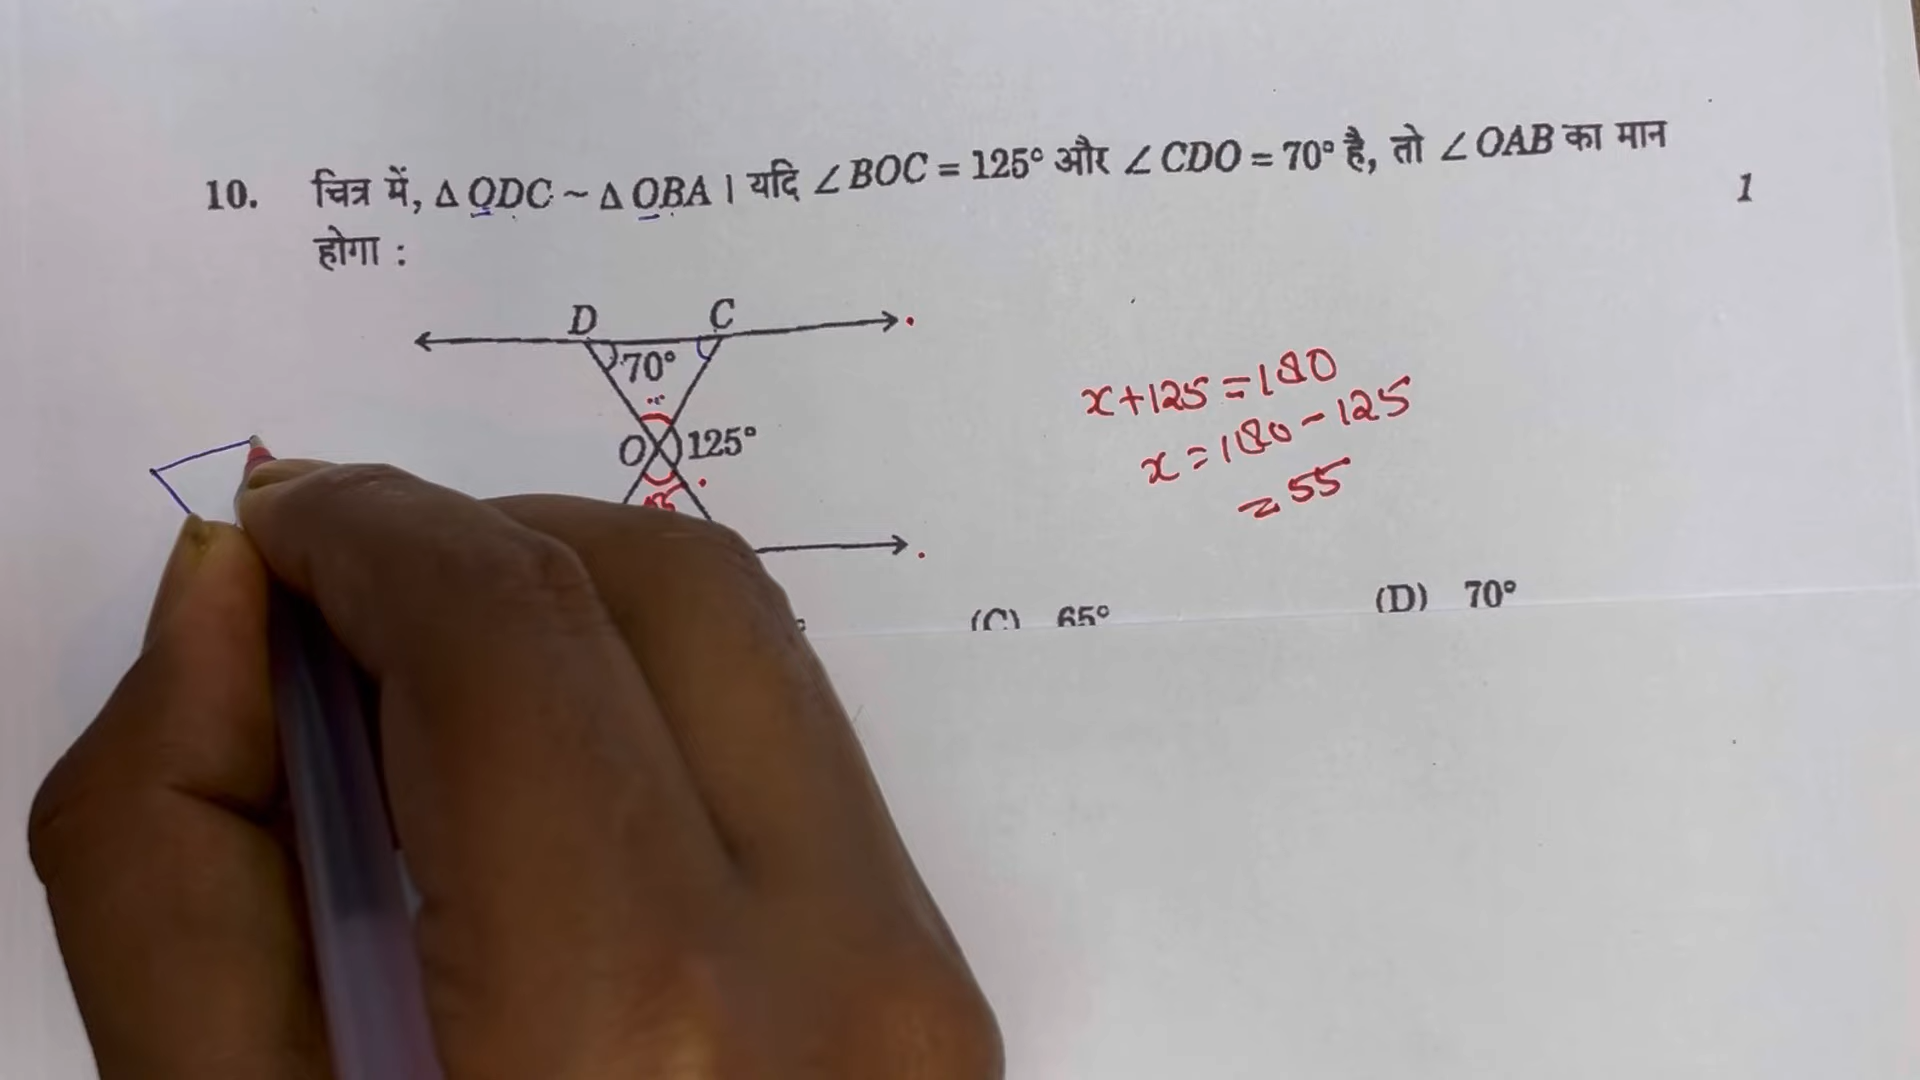 10. चित्र में, Δ ODC ~ Δ OBA । यदि ∠ BOC = 125° और ∠ CDO = 70° है, तो ∠ OAB का मान
1
होगा :
D C
70°
O 125°
55
x+125=180
x=180-125
=55
(C) 65°
(D) 70°